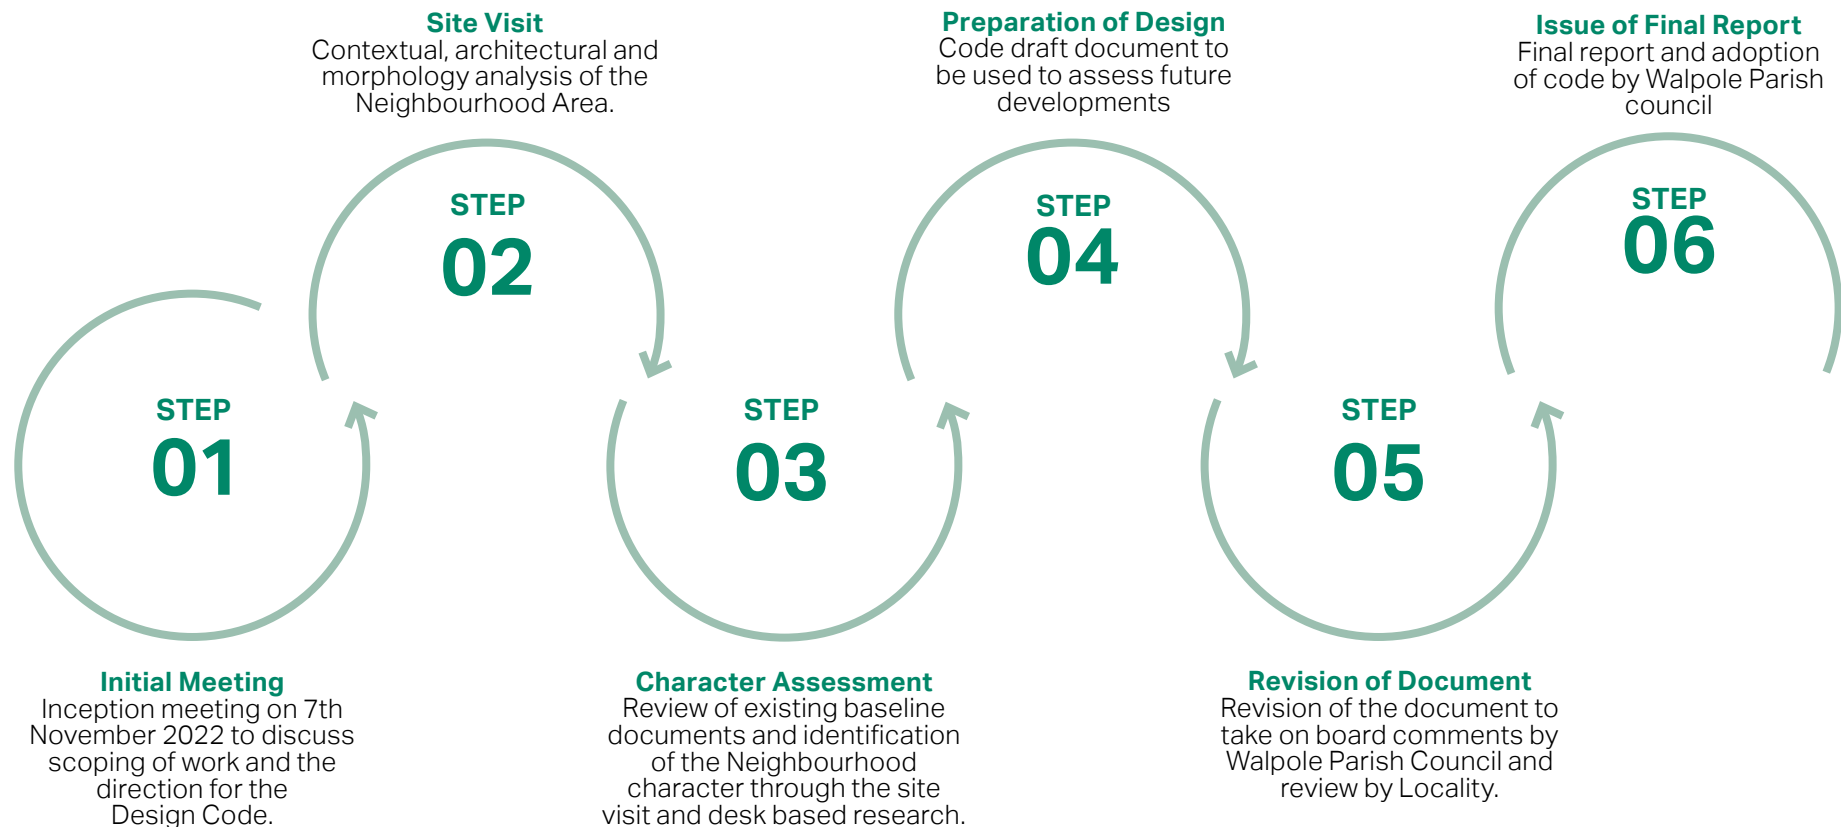 STEP
01
Initial Meeting
Inception meeting on 7th
November 2022 to discuss
scoping of work and the
direction for the
Design Code.
Site Visit
Contextual, architectural and
morphology analysis of the
Neighbourhood Area.
STEP
02
STEP
03
Character Assessment
Review of existing baseline
documents and identification
of the Neighbourhood
character through the site
visit and desk based research.
Preparation of Design
Code draft document to
be used to assess future
developments
STEP
04
STEP
05
Revision of Document
Revision of the document to
take on board comments by
Walpole Parish Council and
review by Locality.
Issue of Final Report
Final report and adoption
of code by Walpole Parish
council
STEP
06